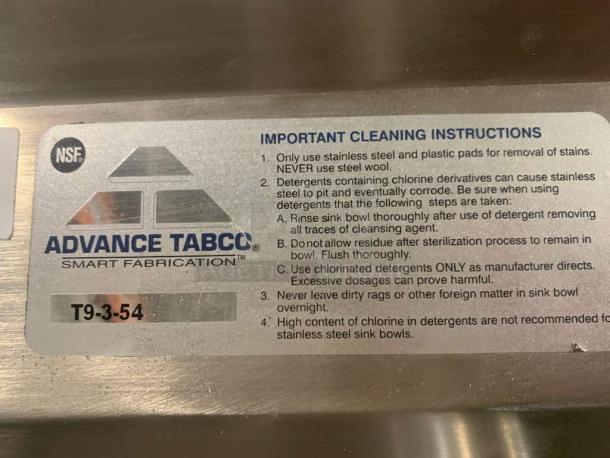 NSF®
ADVANCE TABCO®
SMART FABRICATION™
T9-3-54
IMPORTANT CLEANING INSTRUCTIONS
1. Only use stainless steel and plastic pads for removal of stains.
NEVER use steel wool.
2. Detergents containing chlorine derivatives can cause stainless
steel to pit and eventually corrode. Be sure when using
detergents that the following steps are taken:
A. Rinse sink bowl thoroughly after use of detergent removing
all traces of cleansing agent.
B. Do not allow residue after sterilization process to remain in
bowl. Flush thoroughly.
C. Use chlorinated detergents ONLY as manufacturer directs.
Excessive dosages can prove harmful.
3. Never leave dirty rags or other foreign matter in sink bowl
overnight.
4. High content of chlorine in detergents are not recommended fo
stainless steel sink bowls.